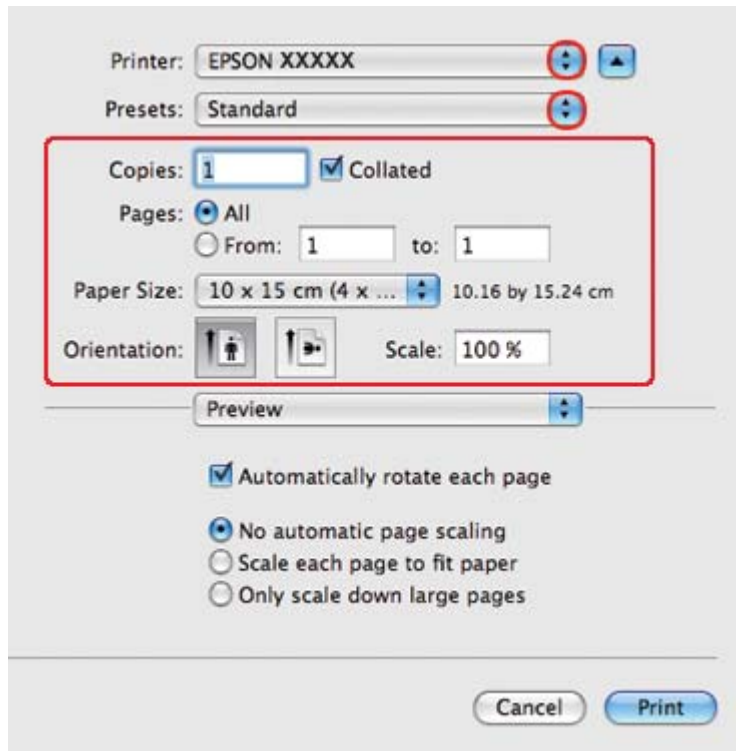 Printer: EPSON XXXXX
Presets: Standard
Copies: 1 Collated
Pages: All
From: 1 to: 1
Paper Size: 10 x 15 cm (4 x ... 10.16 by 15.24 cm
Orientation: Scale: 100 %
Preview
Automatically rotate each page
No automatic page scaling
Scale each page to fit paper
Only scale down large pages
Cancel Print